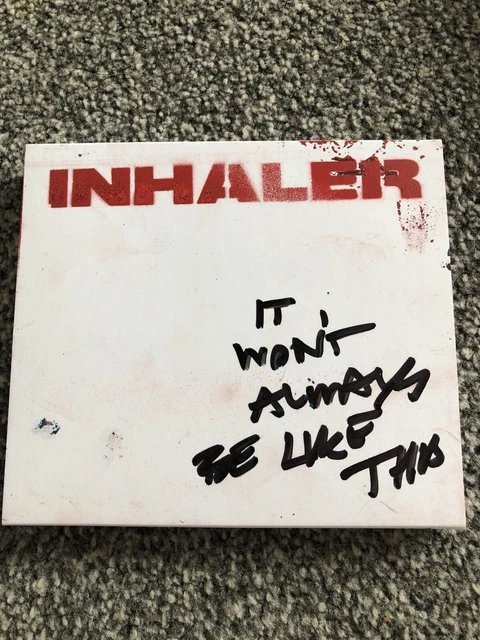 INHALER
IT
WON'T
ALWAYS
BE LIKE
THIS